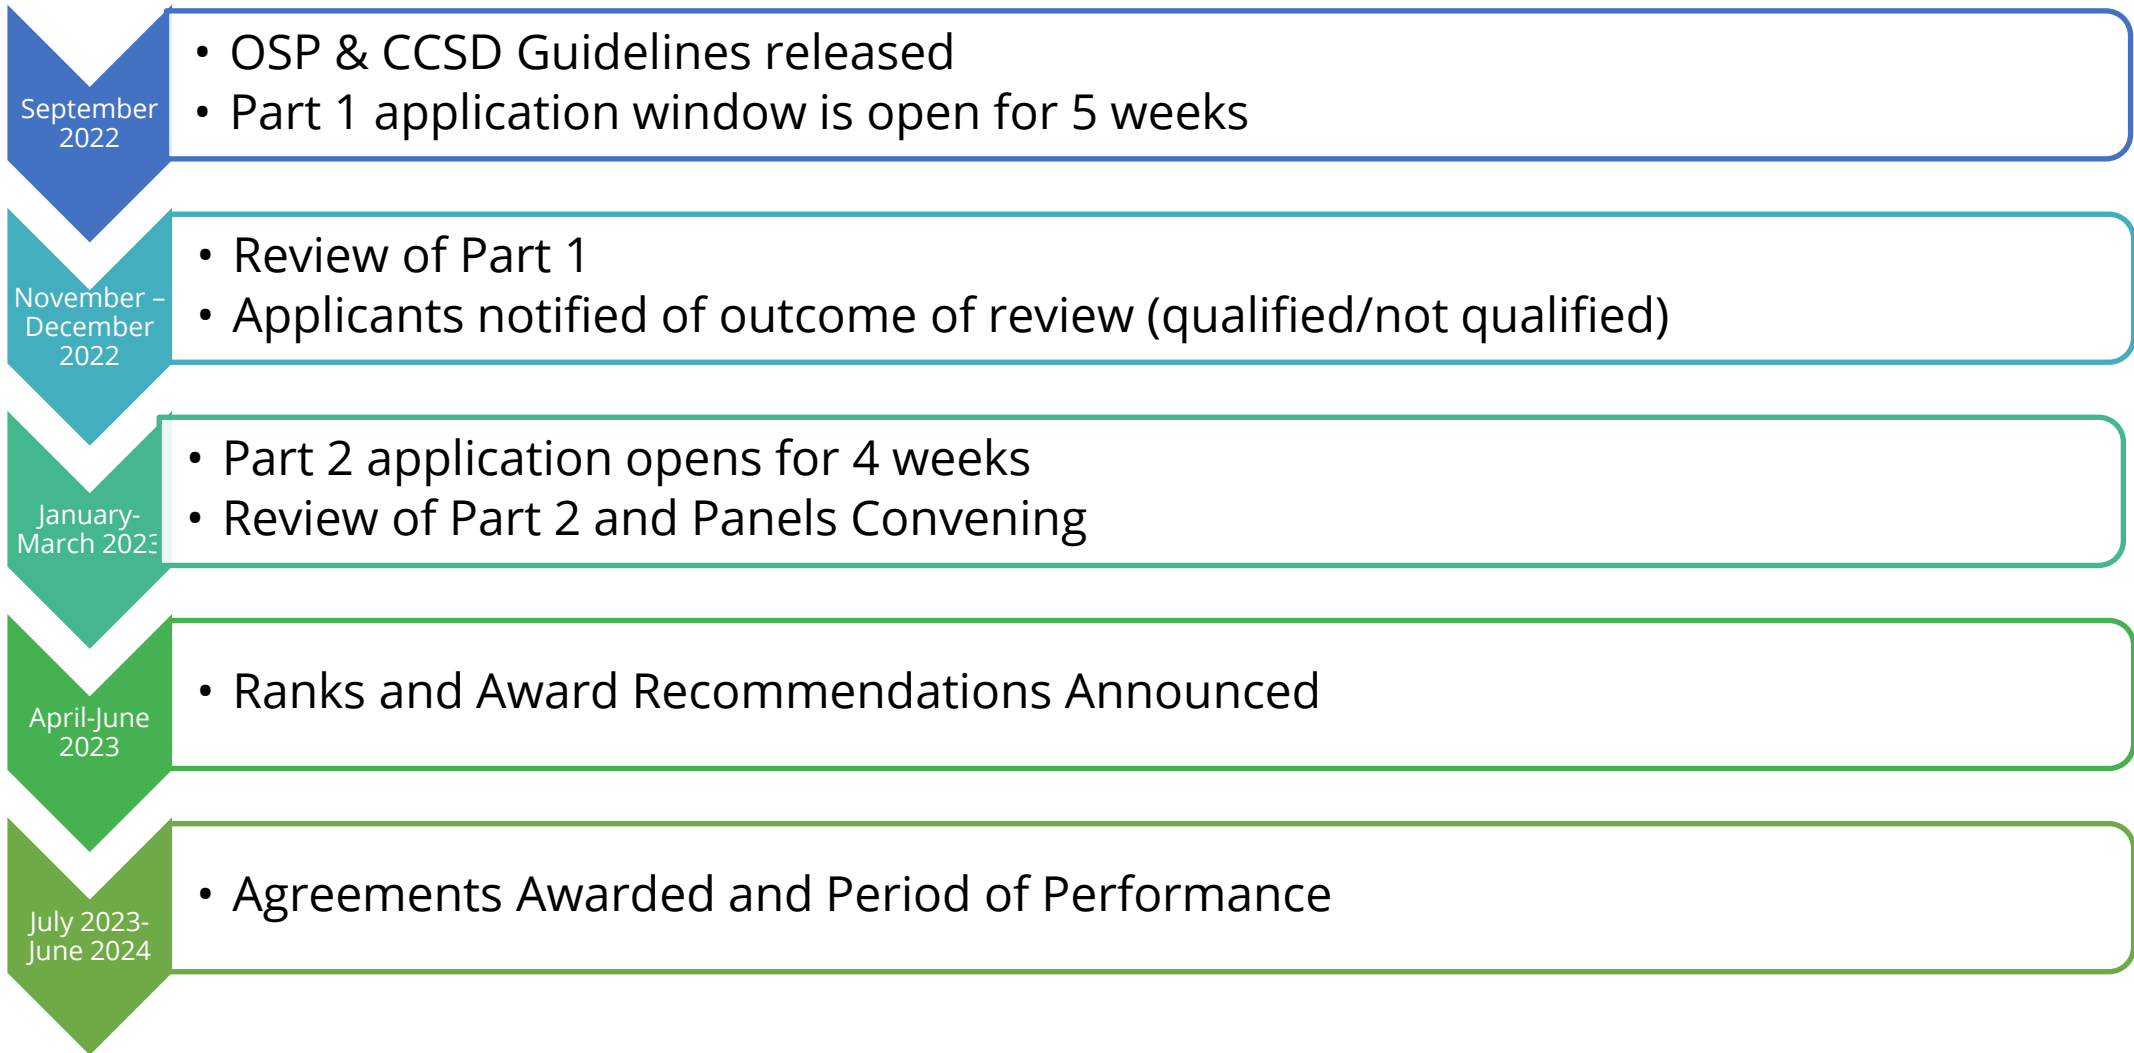 September
2022
• OSP & CCSD Guidelines released
• Part 1 application window is open for 5 weeks
November –
December
2022
• Review of Part 1
• Applicants notified of outcome of review (qualified/not qualified)
January-
March 2023
• Part 2 application opens for 4 weeks
• Review of Part 2 and Panels Convening
April-June
2023
• Ranks and Award Recommendations Announced
July 2023-
June 2024
• Agreements Awarded and Period of Performance